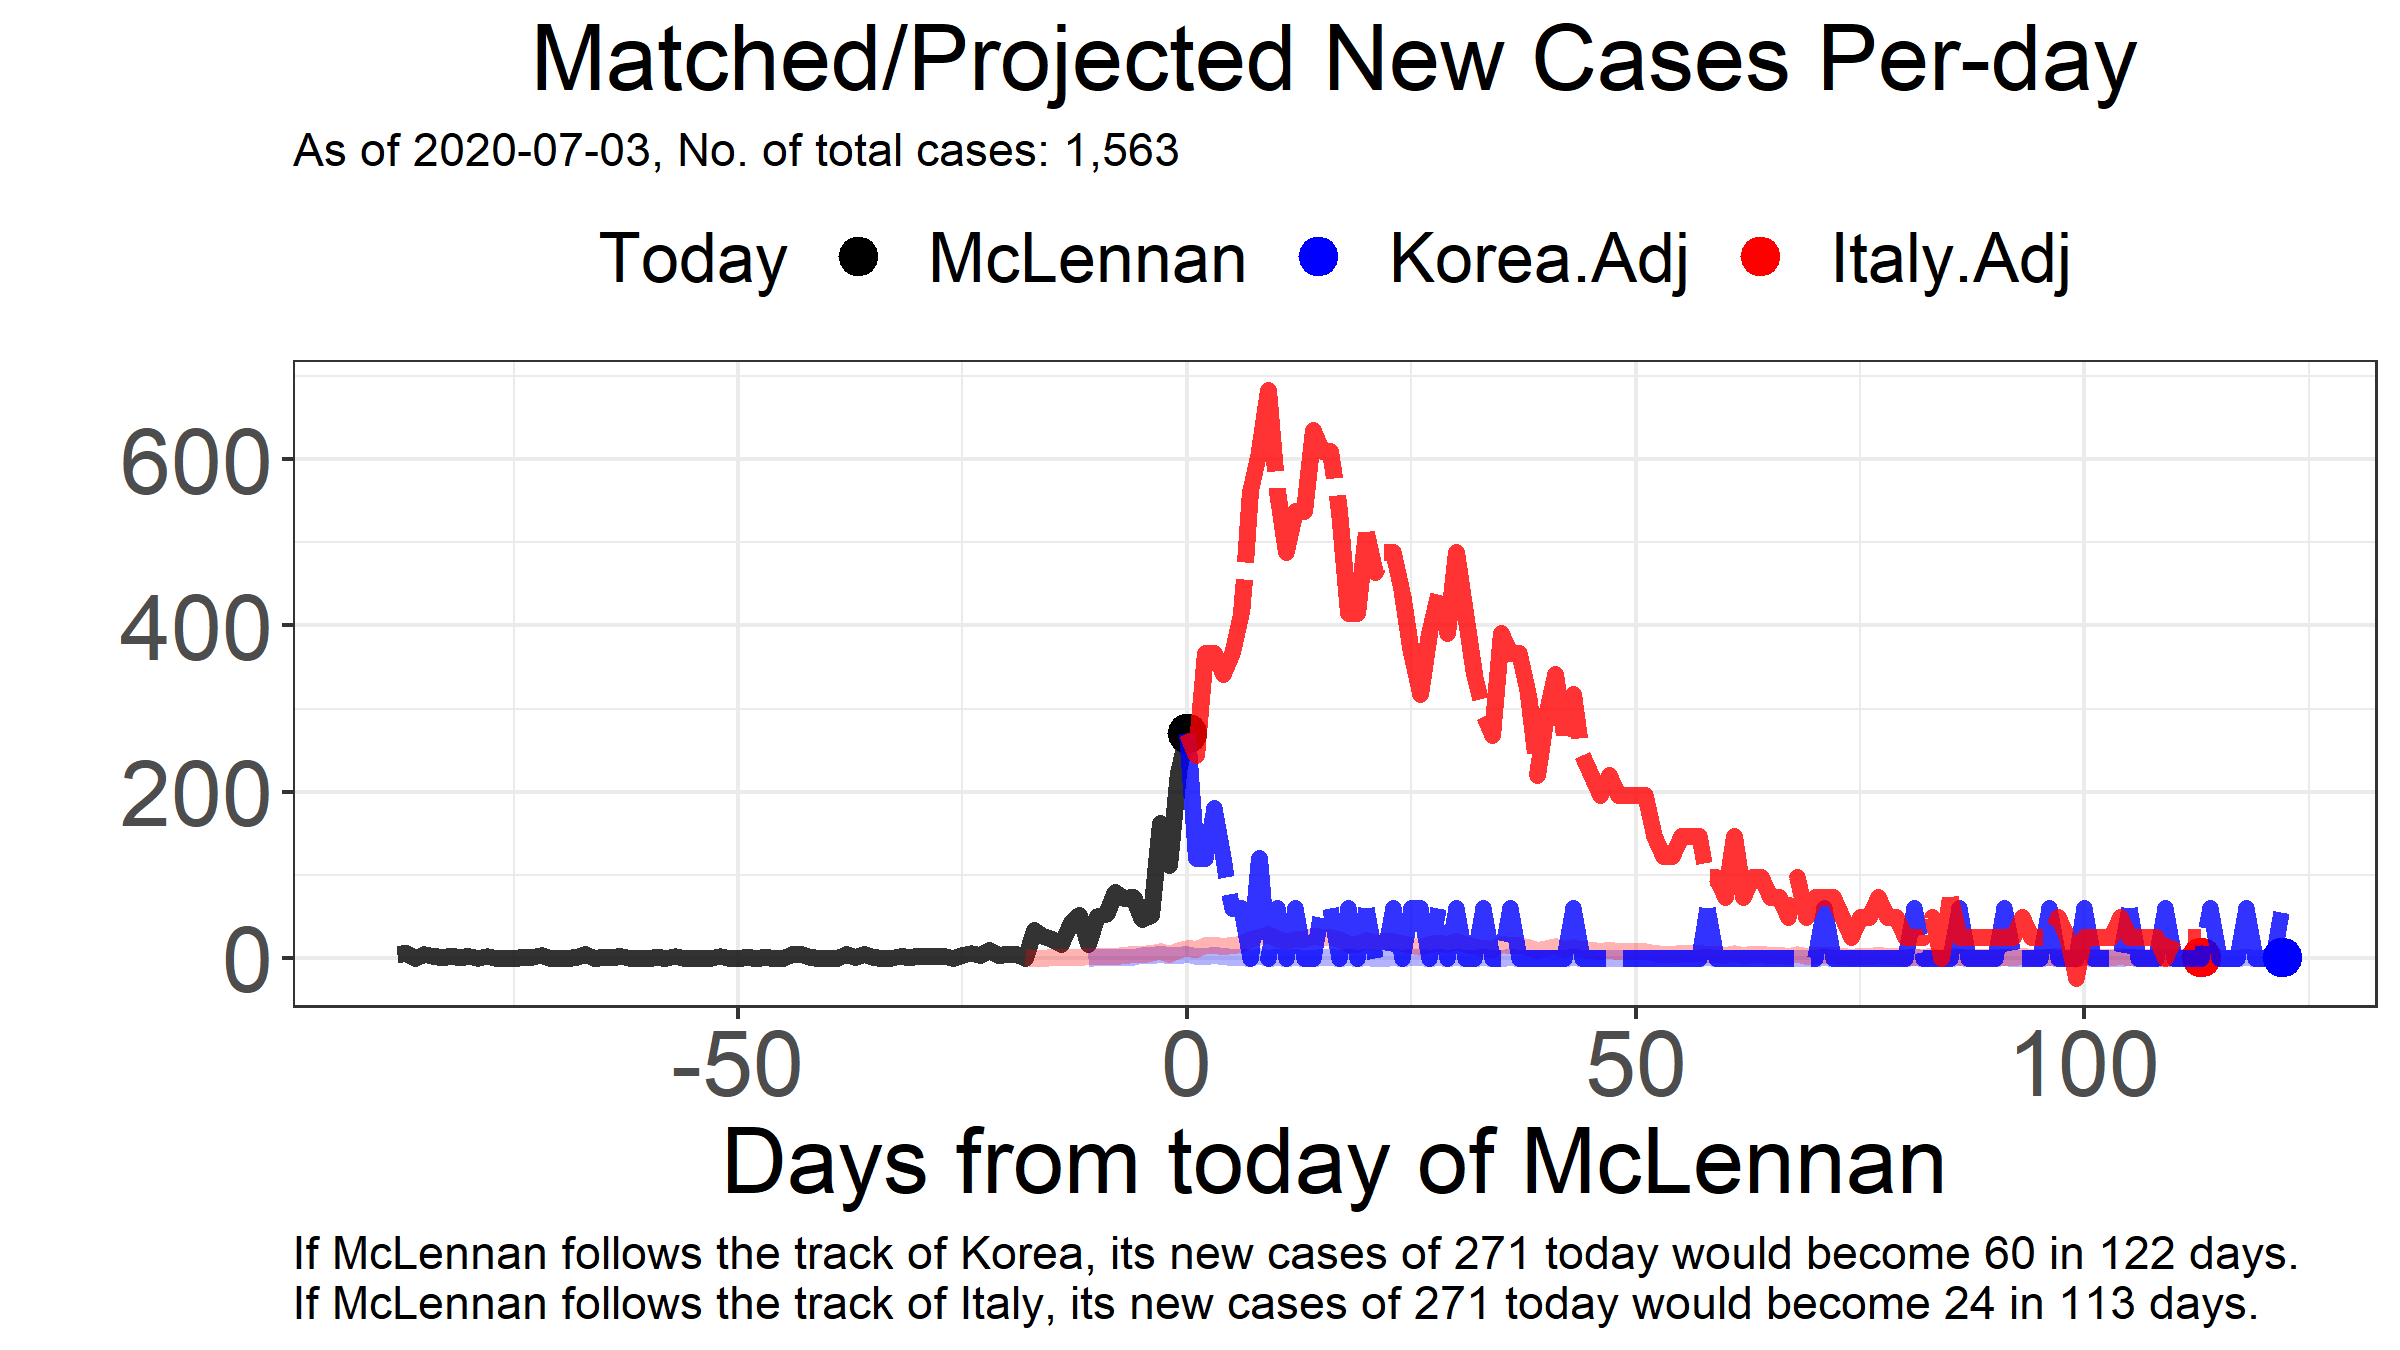 Matched/Projected New Cases Per-day
As of 2020-07-03, No. of total cases: 1,563
Today McLennan Korea.Adj Italy.Adj
600
400
200
0
-50 0 50 100
Days from today of McLennan
If McLennan follows the track of Korea, its new cases of 271 today would become 60 in 122 days.
If McLennan follows the track of Italy, its new cases of 271 today would become 24 in 113 days.